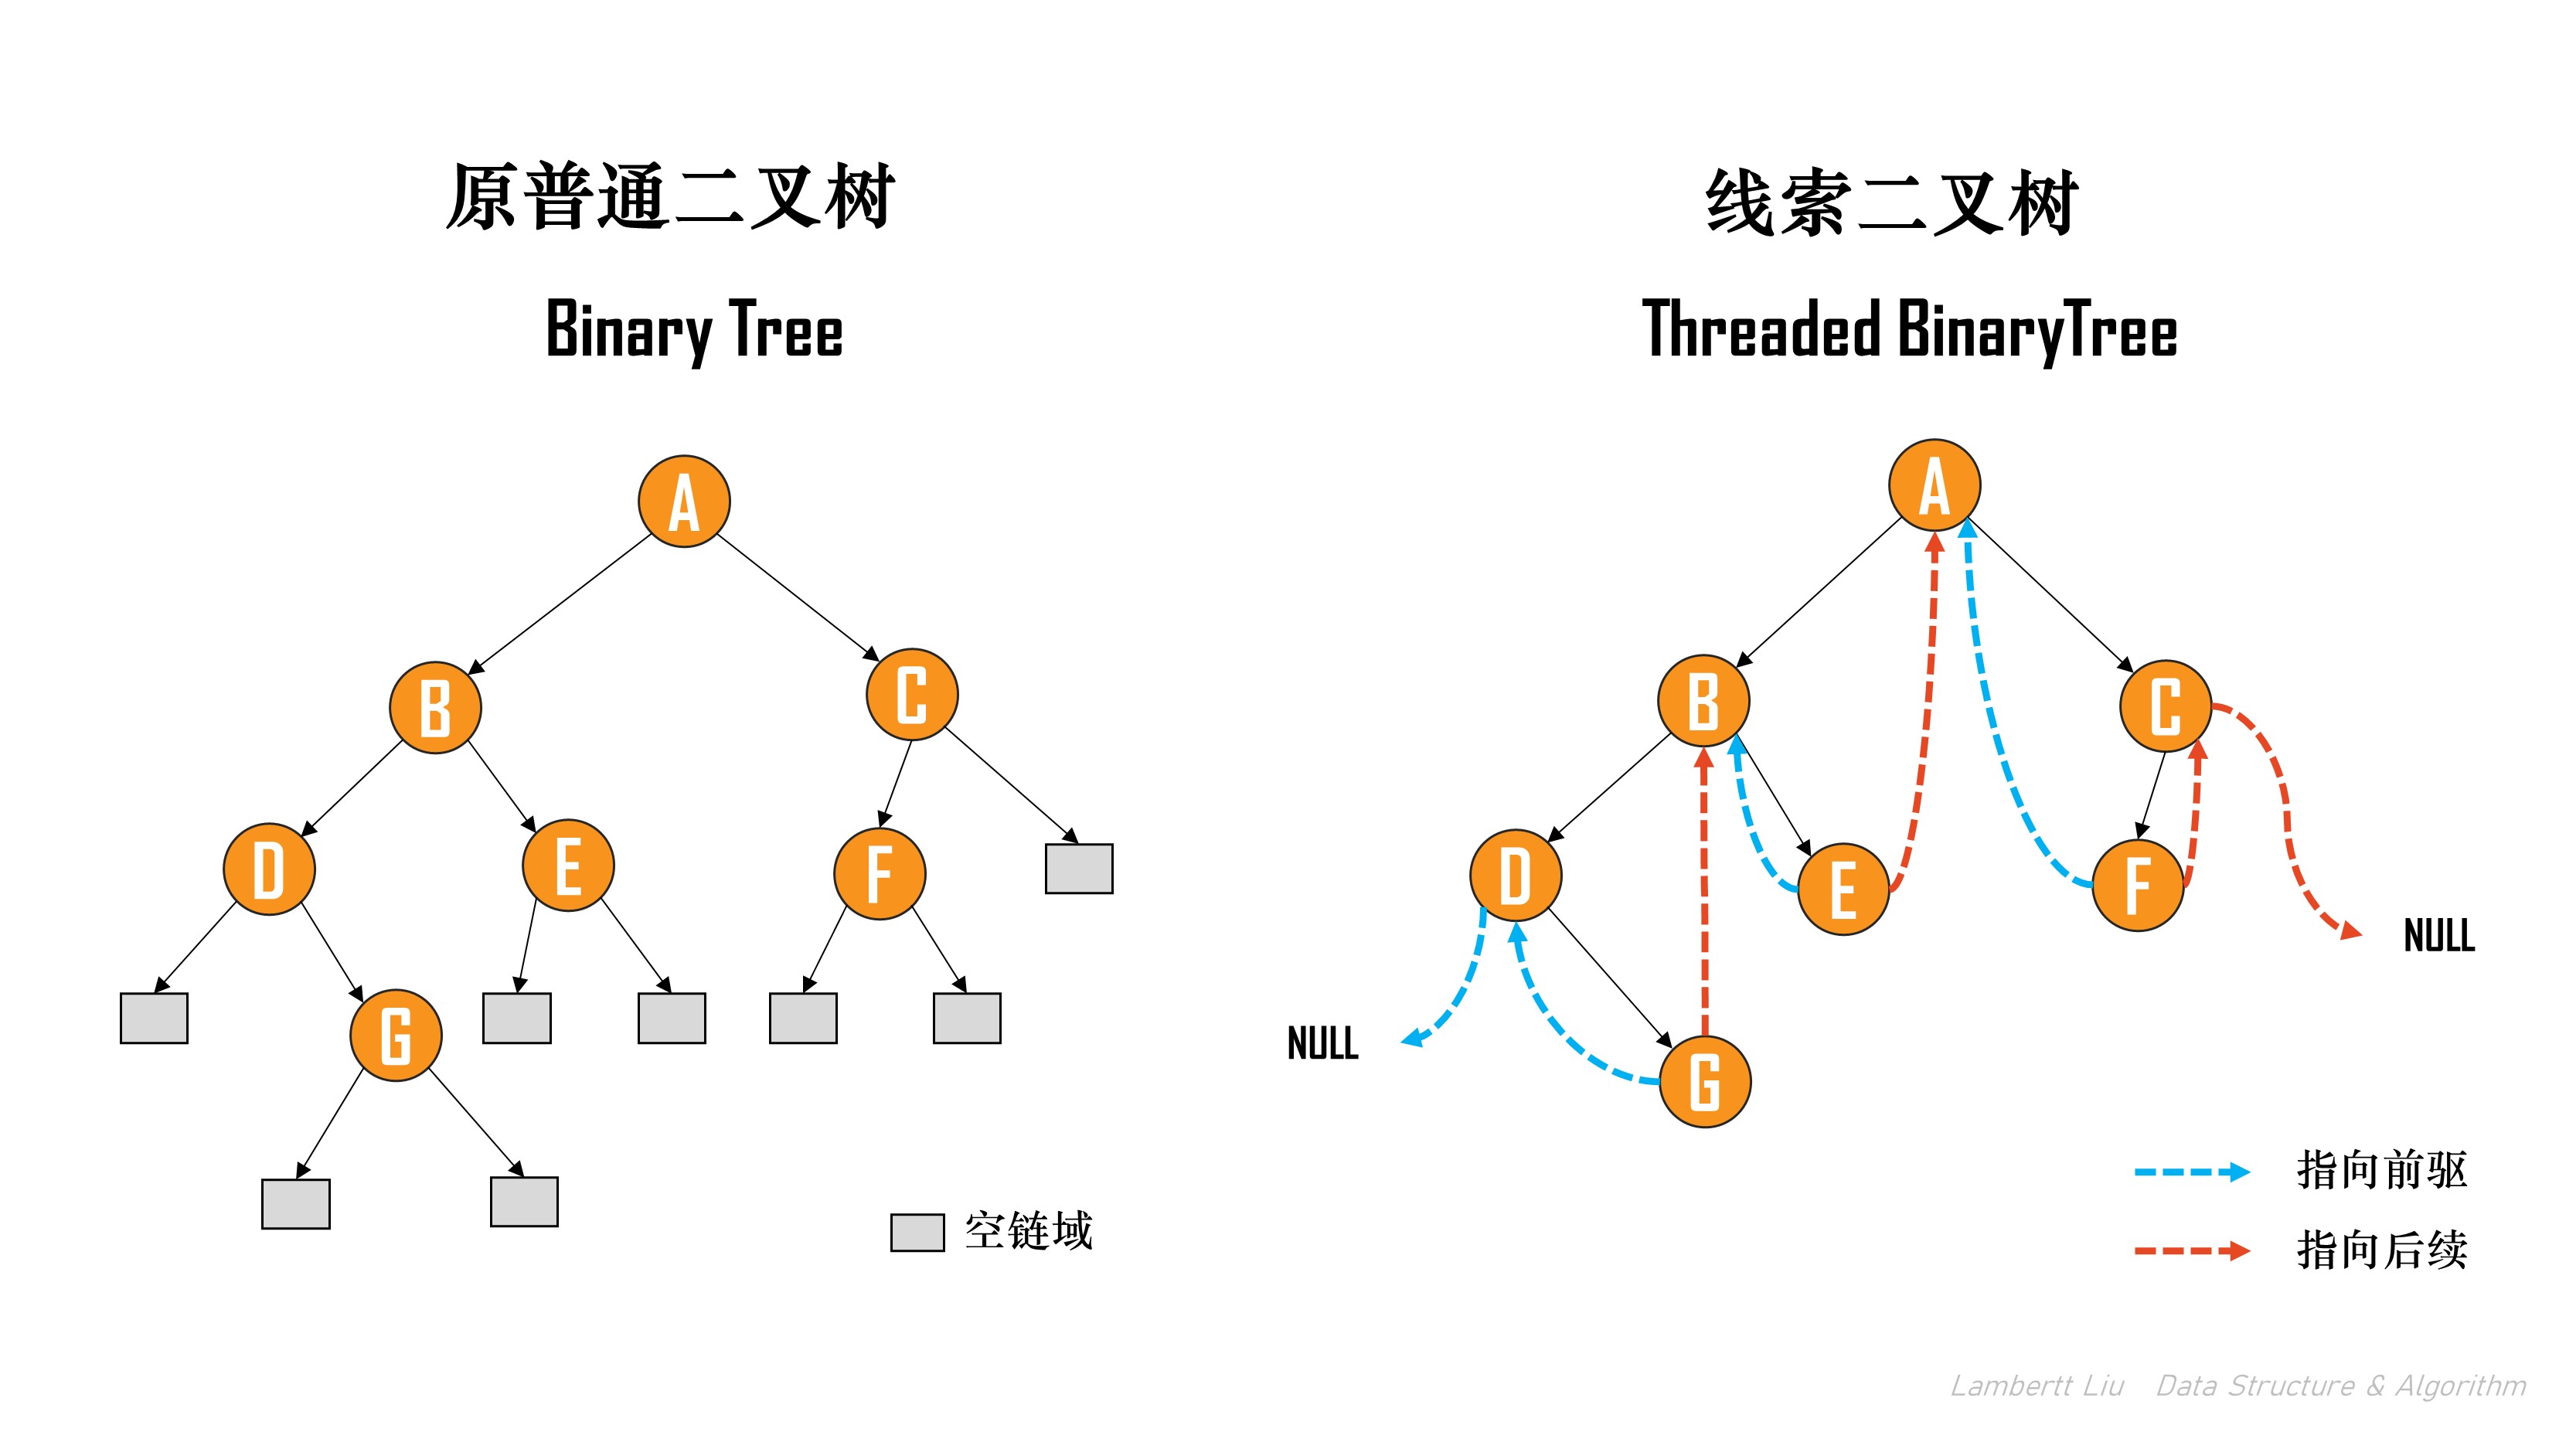 原普通二叉树
Binary Tree
A
B
C
D
E
F
G
空链域
线索二叉树
Threaded BinaryTree
A
B
C
D
E
F
NULL
NULL
G
指向前驱
指向后续
Lambertt Liu Data Structure & Algorithm